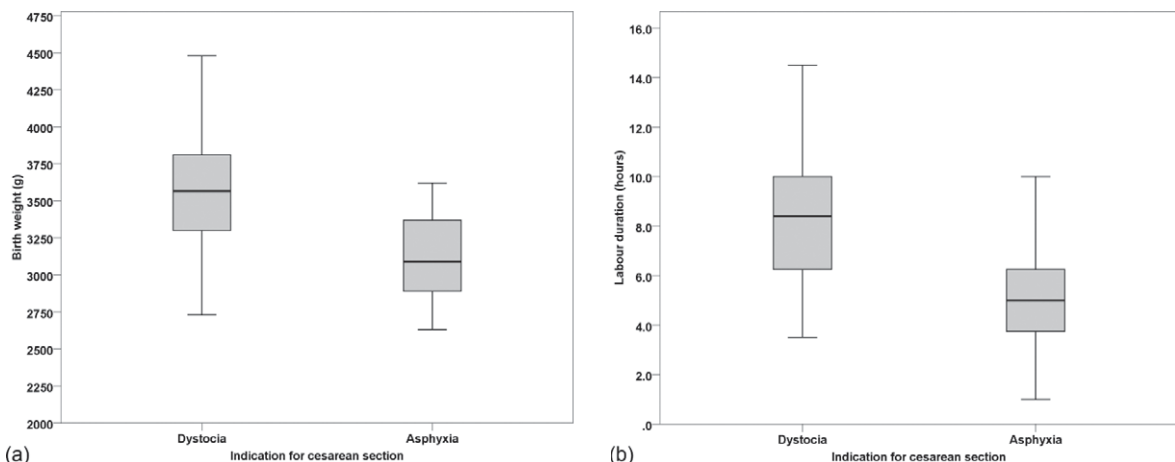 4750
4500
4250
4000
3750
3500
3250
3000
2750
2500
2250
2000
Birth weight (g)
Dystocia
Asphyxia
Indication for cesarean section
(a)
16.0
14.0
12.0
10.0
8.0
6.0
4.0
2.0
.0
Labour duration (hours)
Dystocia
Asphyxia
Indication for cesarean section
(b)